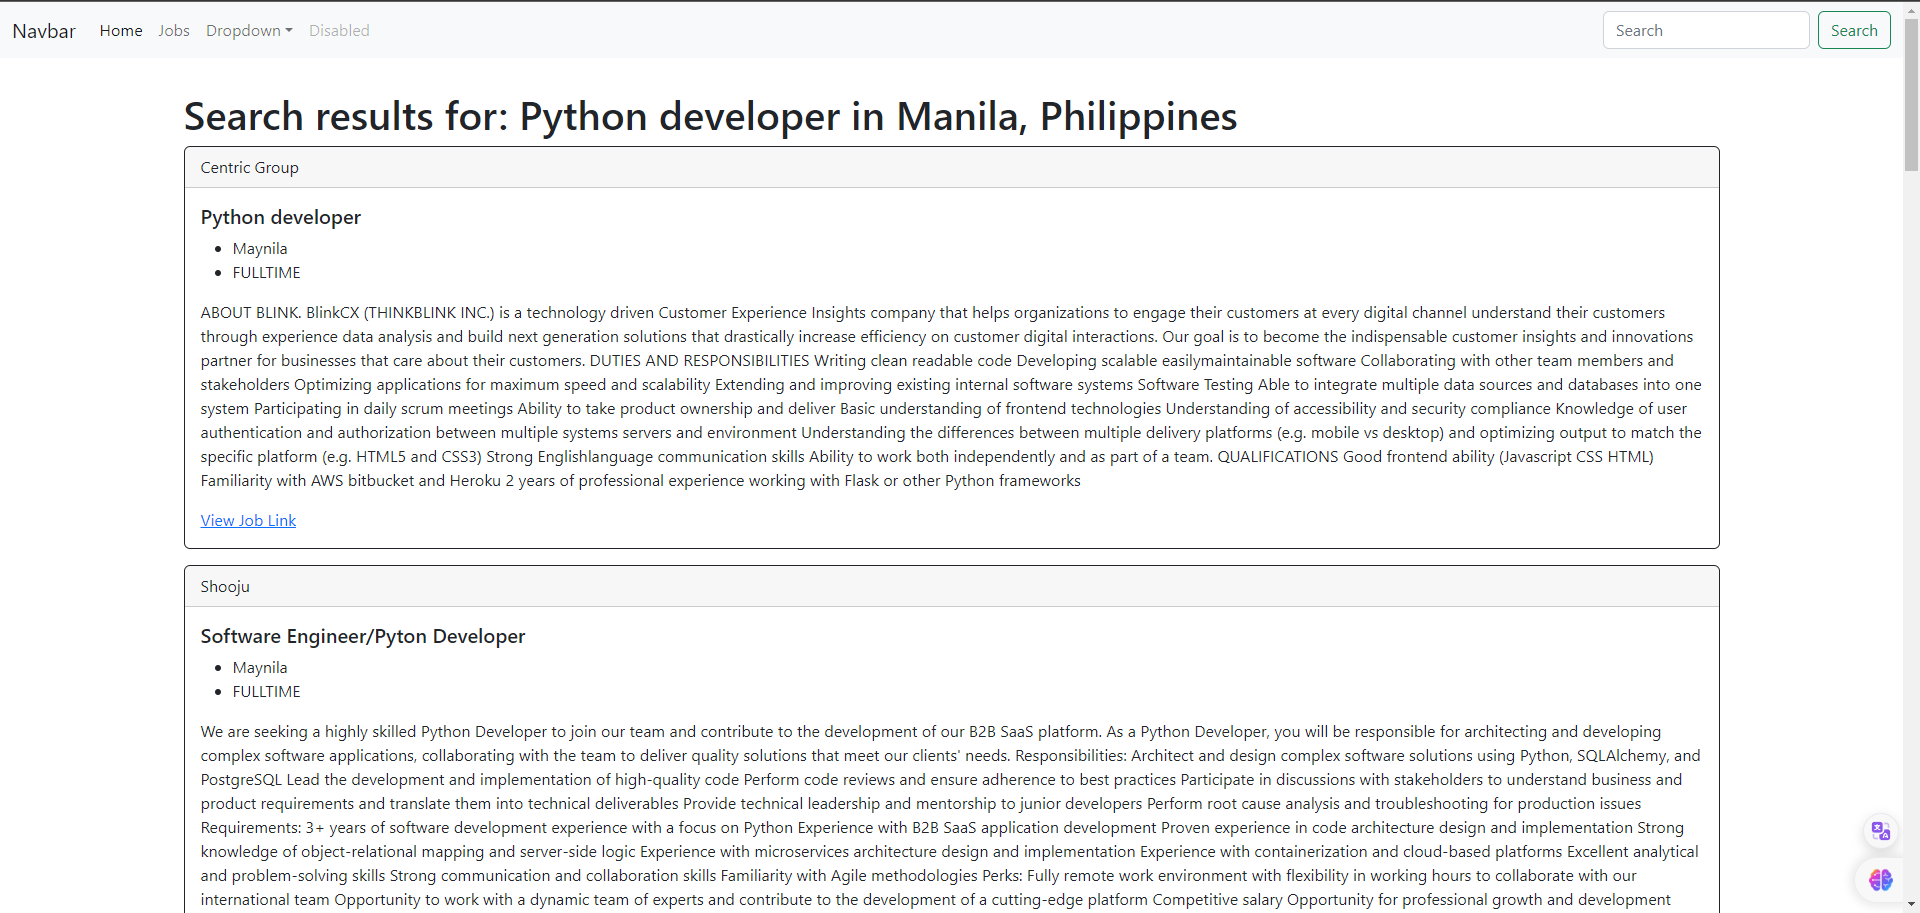 Navbar Home Jobs Dropdown Disabled Search Search
Search results for: Python developer in Manila, Philippines
Centric Group
Python developer
Maynila
FULLTIME
ABOUT BLINK. BlinkCX (THINKBLINK INC.) is a technology driven Customer Experience Insights company that helps organizations to engage their customers at every digital channel understand their customers
through experience data analysis and build next generation solutions that drastically increase efficiency on customer digital interactions. Our goal is to become the indispensable customer insights and innovations
partner for businesses that care about their customers. DUTIES AND RESPONSIBILITIES Writing clean readable code Developing scalable easilymaintainable software Collaborating with other team members and
stakeholders Optimizing applications for maximum speed and scalability Extending and improving existing internal software systems Software Testing Able to integrate multiple data sources and databases into one
system Participating in daily scrum meetings Ability to take product ownership and deliver Basic understanding of frontend technologies Understanding of accessibility and security compliance Knowledge of user
authentication and authorization between multiple systems servers and environment Understanding the differences between multiple delivery platforms (e.g. mobile vs desktop) and optimizing output to match the
specific platform (e.g. HTML5 and CSS3) Strong Englishlanguage communication skills Ability to work both independently and as part of a team. QUALIFICATIONS Good frontend ability (Javascript CSS HTML)
Familiarity with AWS bitbucket and Heroku 2 years of professional experience working with Flask or other Python frameworks
View Job Link
Shooju
Software Engineer/Pyton Developer
Maynila
FULLTIME
We are seeking a highly skilled Python Developer to join our team and contribute to the development of our B2B SaaS platform. As a Python Developer, you will be responsible for architecting and developing
complex software applications, collaborating with the team to deliver quality solutions that meet our clients' needs. Responsibilities: Architect and design complex software solutions using Python, SQLAlchemy, and
PostgreSQL Lead the development and implementation of high-quality code Perform code reviews and ensure adherence to best practices Participate in discussions with stakeholders to understand business and
product requirements and translate them into technical deliverables Provide technical leadership and mentorship to junior developers Perform root cause analysis and troubleshooting for production issues
Requirements: 3+ years of software development experience with a focus on Python Experience with B2B SaaS application development Proven experience in code architecture design and implementation Strong
knowledge of object-relational mapping and server-side logic Experience with microservices architecture design and implementation Experience with containerization and cloud-based platforms Excellent analytical
and problem-solving skills Strong communication and collaboration skills Familiarity with Agile methodologies Perks: Fully remote work environment with flexibility in working hours to collaborate with our
international team Opportunity to work with a dynamic team of experts and contribute to the development of a cutting-edge platform Competitive salary Opportunity for professional growth and development